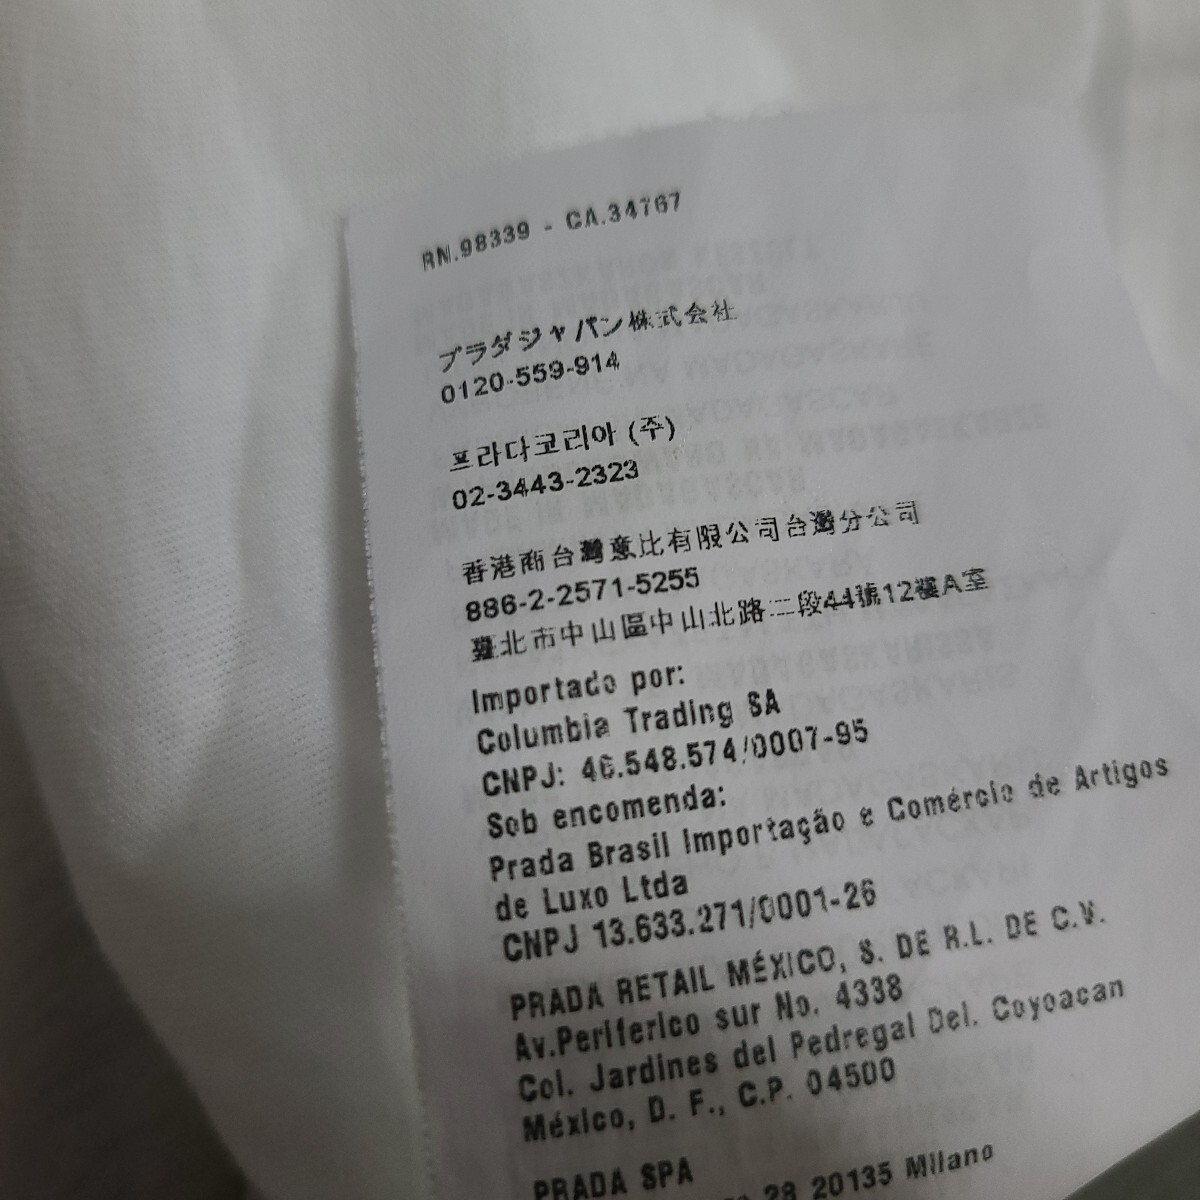 RN.98339 - CA.34767
プラダジャパン株式会社
0120-559-914
프라다코리아 (주)
02-3443-2323
香港商台灣意比有限公司台灣分公司
886-2-2571-5255
臺北市中山區中山北路二段44號12樓A室
Importado por:
Columbia Trading SA
CNPJ: 46.548.574/0007-95
Sob encomenda:
Prada Brasil Importação e Comércio de Artigos
de Luxo Ltda
CNPJ 13.633.271/0001-26
PRADA RETAIL MÉXICO, S. DE R.L. DE C.V.
Av.Periferico sur No. 4338
Col. Jardines del Pedregal Del. Coyoacan
México, D. F., C.P. 04500
PRADA SPA
28 20135 Milano